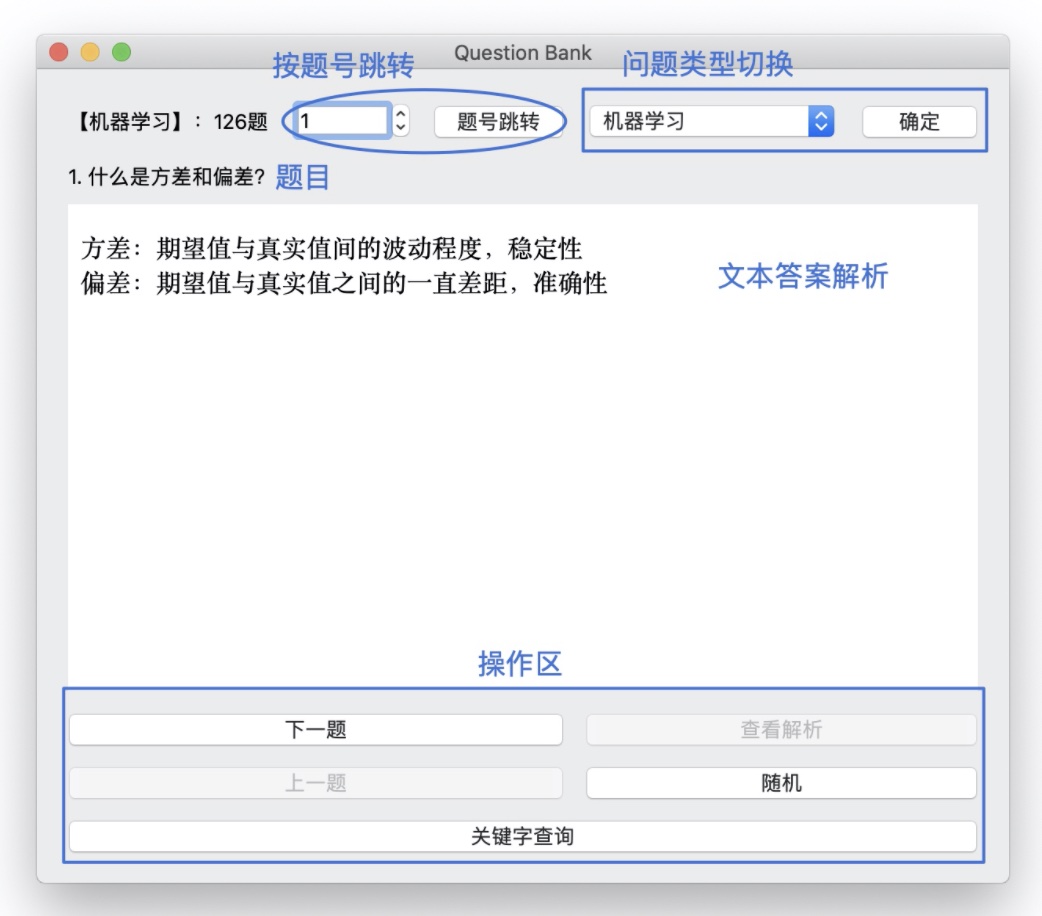 Question Bank
按题号跳转
问题类型切换
【机器学习】：126题 1 题号跳转 机器学习 确定
1. 什么是方差和偏差? 题目
方差：期望值与真实值间的波动程度，稳定性
偏差：期望值与真实值之间的一直差距，准确性
文本答案解析
操作区
下一题 查看解析
上一题 随机
关键字查询